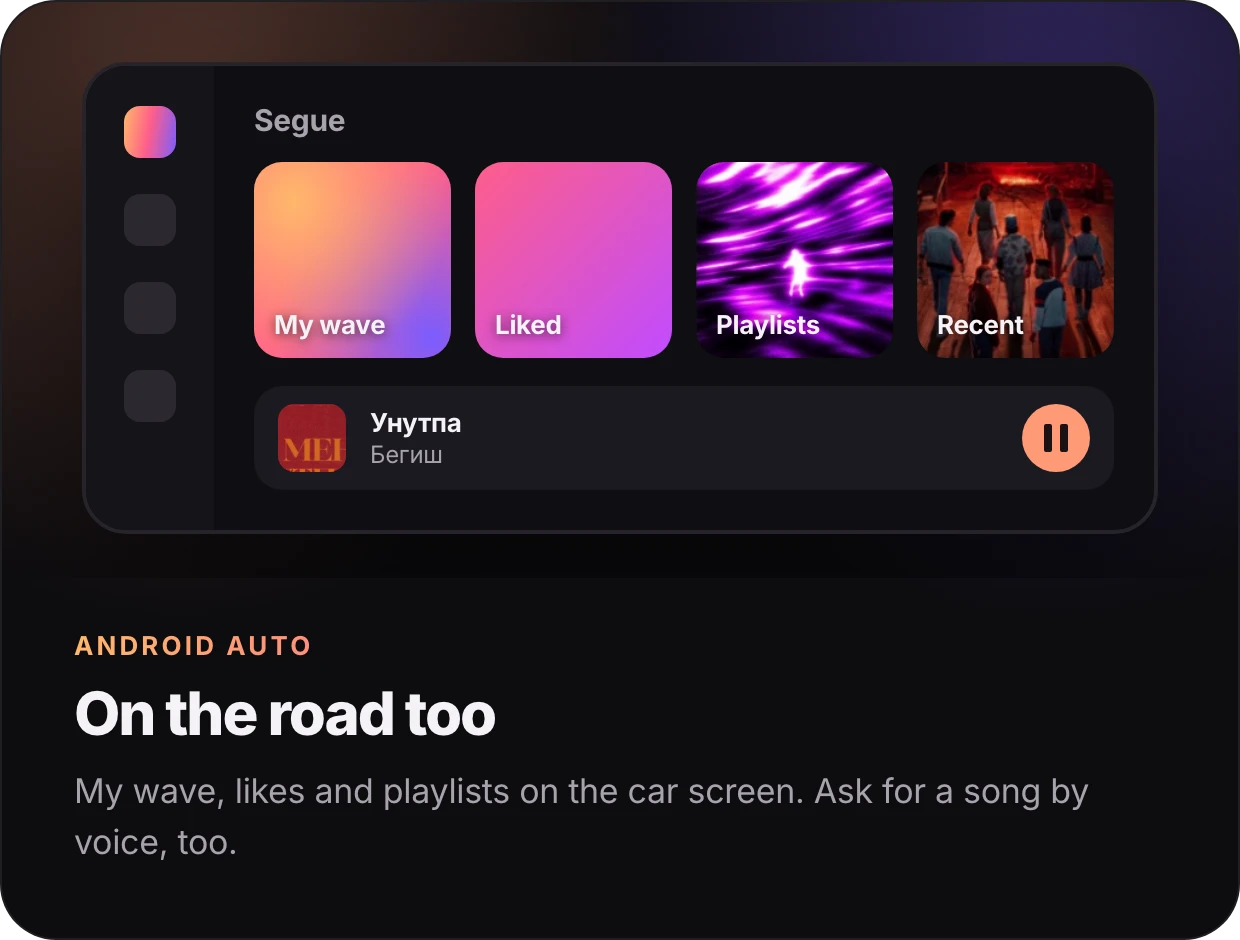 Segue
My wave
Liked
Playlists
Recent
Унутпа
Бегиш
ANDROID AUTO
On the road too
My wave, likes and playlists on the car screen. Ask for a song by
voice, too.